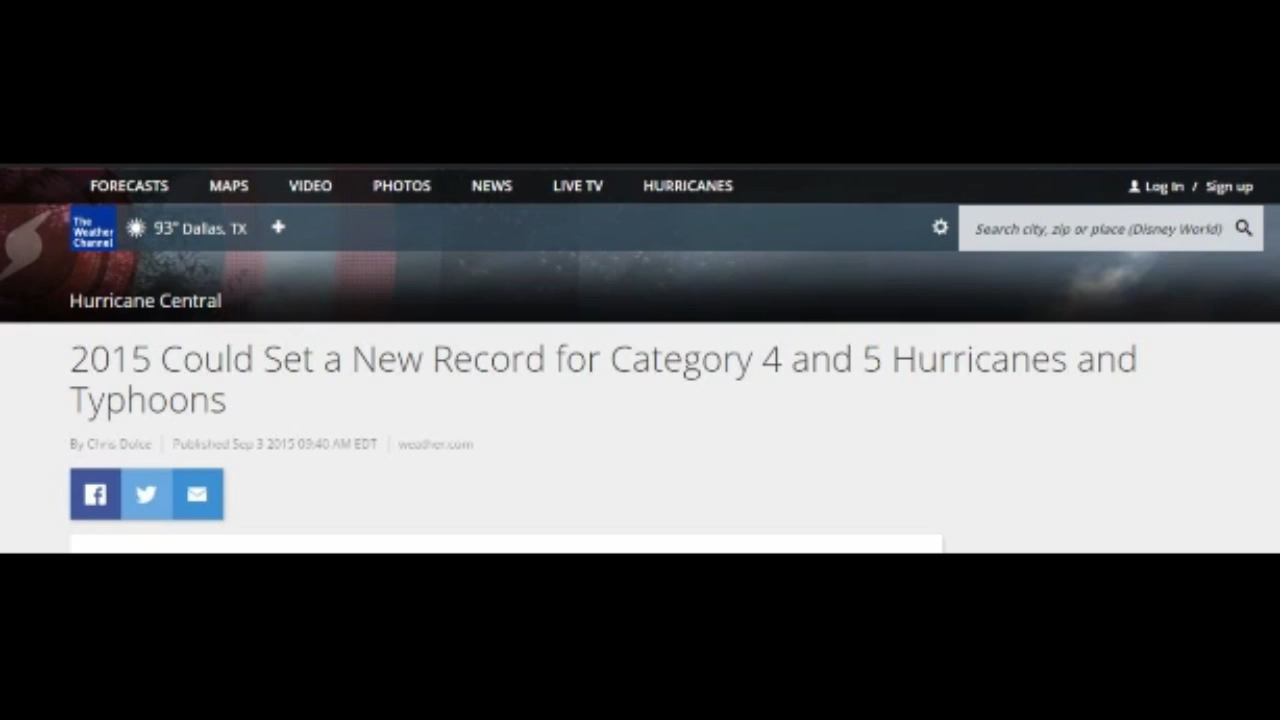 FORECASTS MAPS VIDEO PHOTOS NEWS LIVE TV HURRICANES Log In / Sign up
The
Weather
Channel
93° Dallas, TX + Search city, zip or place (Disney World)
Hurricane Central
2015 Could Set a New Record for Category 4 and 5 Hurricanes and
Typhoons
By Chris Dolce | Published Sep 3 2015 09:40 AM EDT | weather.com